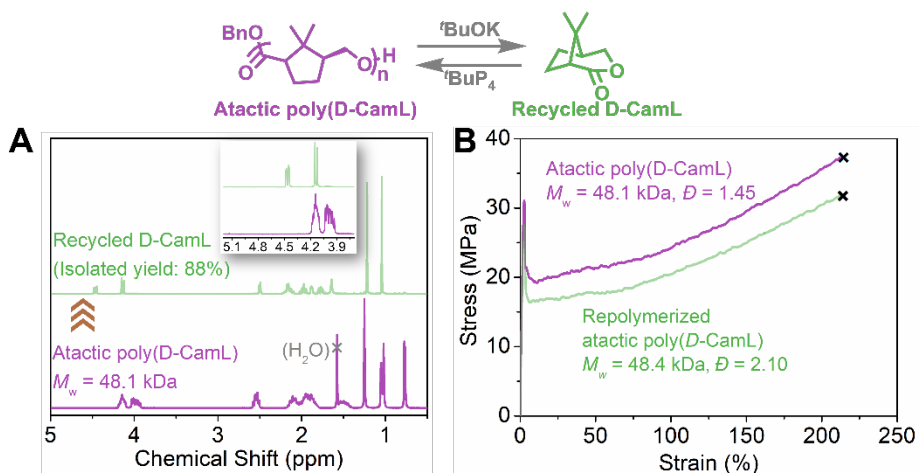 BnO
O
O
H
n
ᵗBuOK
ᵗBuP₄
O
O
Atactic poly(D-CamL)
Recycled D-CamL
A
5.1 4.8 4.5 4.2 3.9
Recycled D-CamL
(Isolated yield: 88%)
(H₂O)
Atactic poly(D-CamL)
Mw = 48.1 kDa
5 4 3 2 1
Chemical Shift (ppm)
B
40
30
20
10
0
Stress (MPa)
Atactic poly(D-CamL)
Mw = 48.1 kDa, Đ = 1.45
Repolymerized
atactic poly(D-CamL)
Mw = 48.4 kDa, Đ = 2.10
0 50 100 150 200 250
Strain (%)